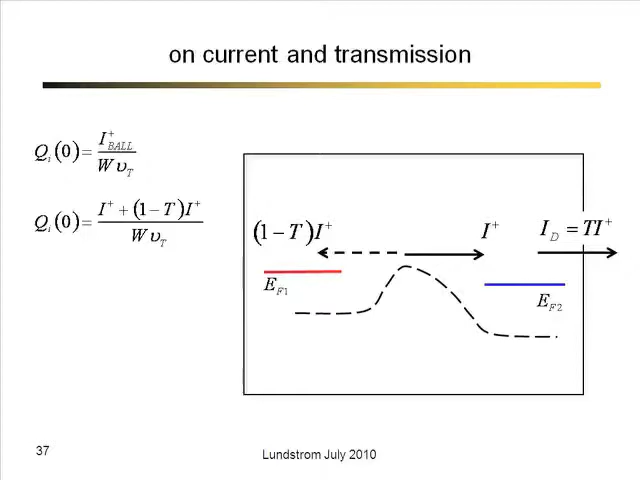 on current and transmission
Q_i(0) = I^+_BALL / W υ_T
Q_i(0) = I^+ + (1 − T)I^+ / W υ_T
(1 − T)I^+
I^+
I_D = TI^+
E_F1
E_F2
37
Lundstrom July 2010